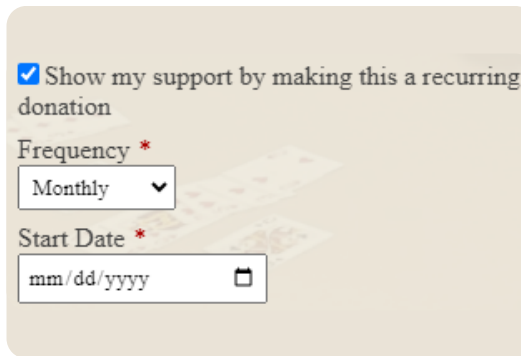 Show my support by making this a recurring
donation
Frequency *
Monthly
Start Date *
mm/dd/yyyy